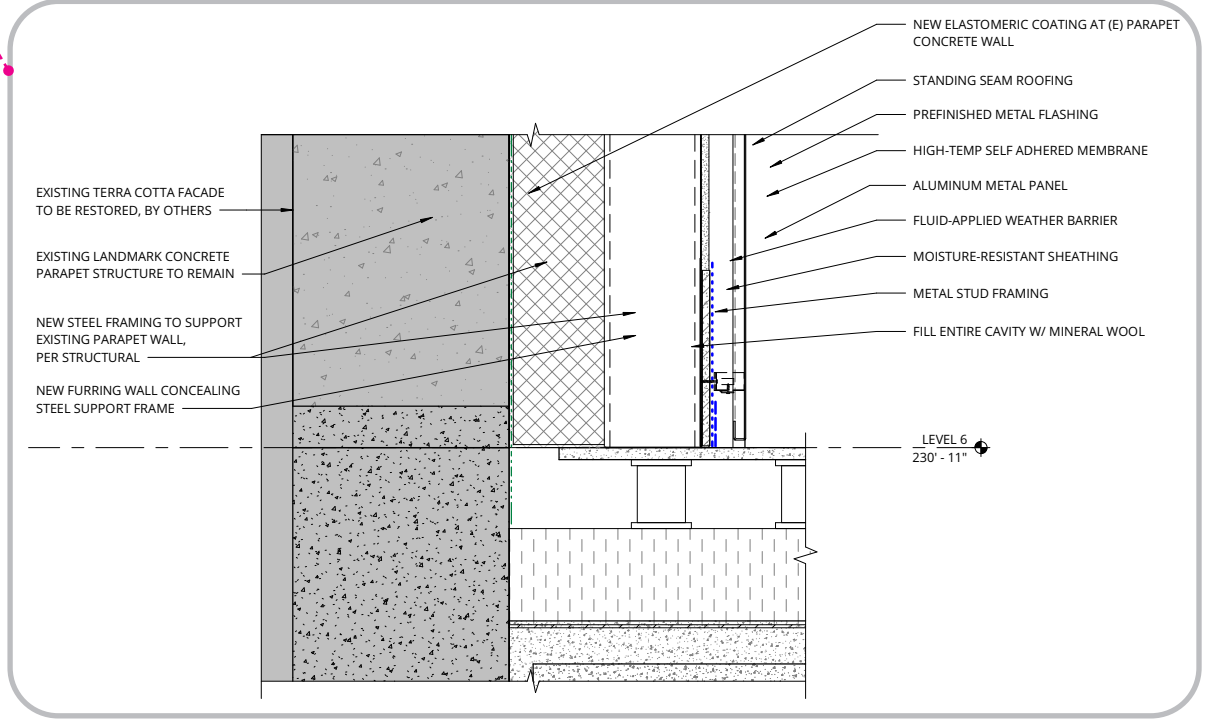 NEW ELASTOMERIC COATING AT (E) PARAPET
CONCRETE WALL
STANDING SEAM ROOFING
PREFINISHED METAL FLASHING
HIGH-TEMP SELF ADHERED MEMBRANE
ALUMINUM METAL PANEL
FLUID-APPLIED WEATHER BARRIER
MOISTURE-RESISTANT SHEATHING
METAL STUD FRAMING
FILL ENTIRE CAVITY W/ MINERAL WOOL
EXISTING TERRA COTTA FACADE
TO BE RESTORED, BY OTHERS
EXISTING LANDMARK CONCRETE
PARAPET STRUCTURE TO REMAIN
NEW STEEL FRAMING TO SUPPORT
EXISTING PARAPET WALL,
PER STRUCTURAL
NEW FURRING WALL CONCEALING
STEEL SUPPORT FRAME
LEVEL 6
230' - 11"